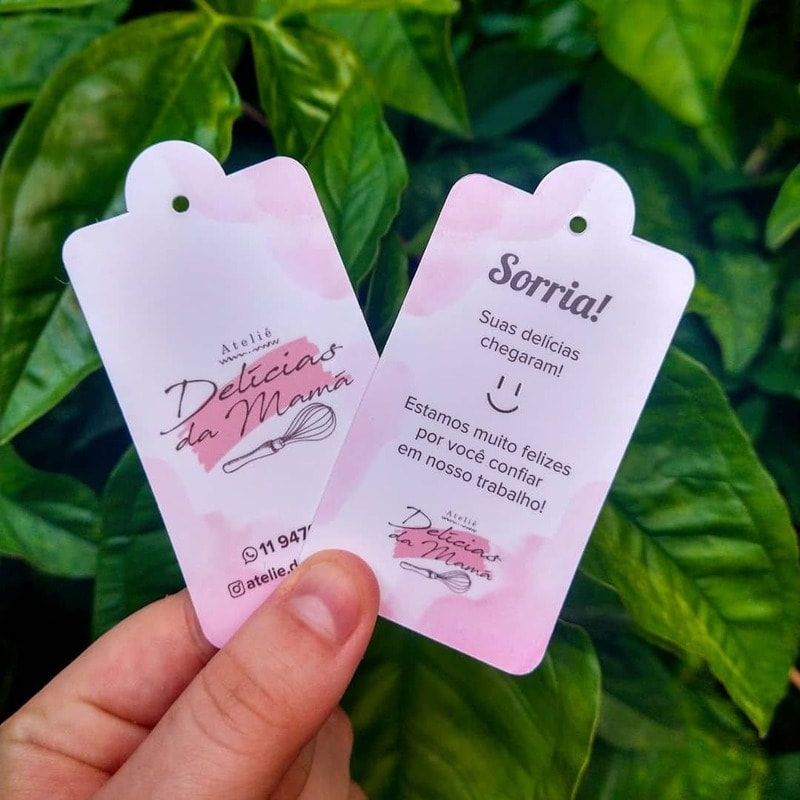 Ateliê
Delícias
da Mamá
11 947
atelie.d
Sorria!
Suas delícias
chegaram!
Estamos muito felizes
por você confiar
em nosso trabalho!
Ateliê
Delícias
da Mamá